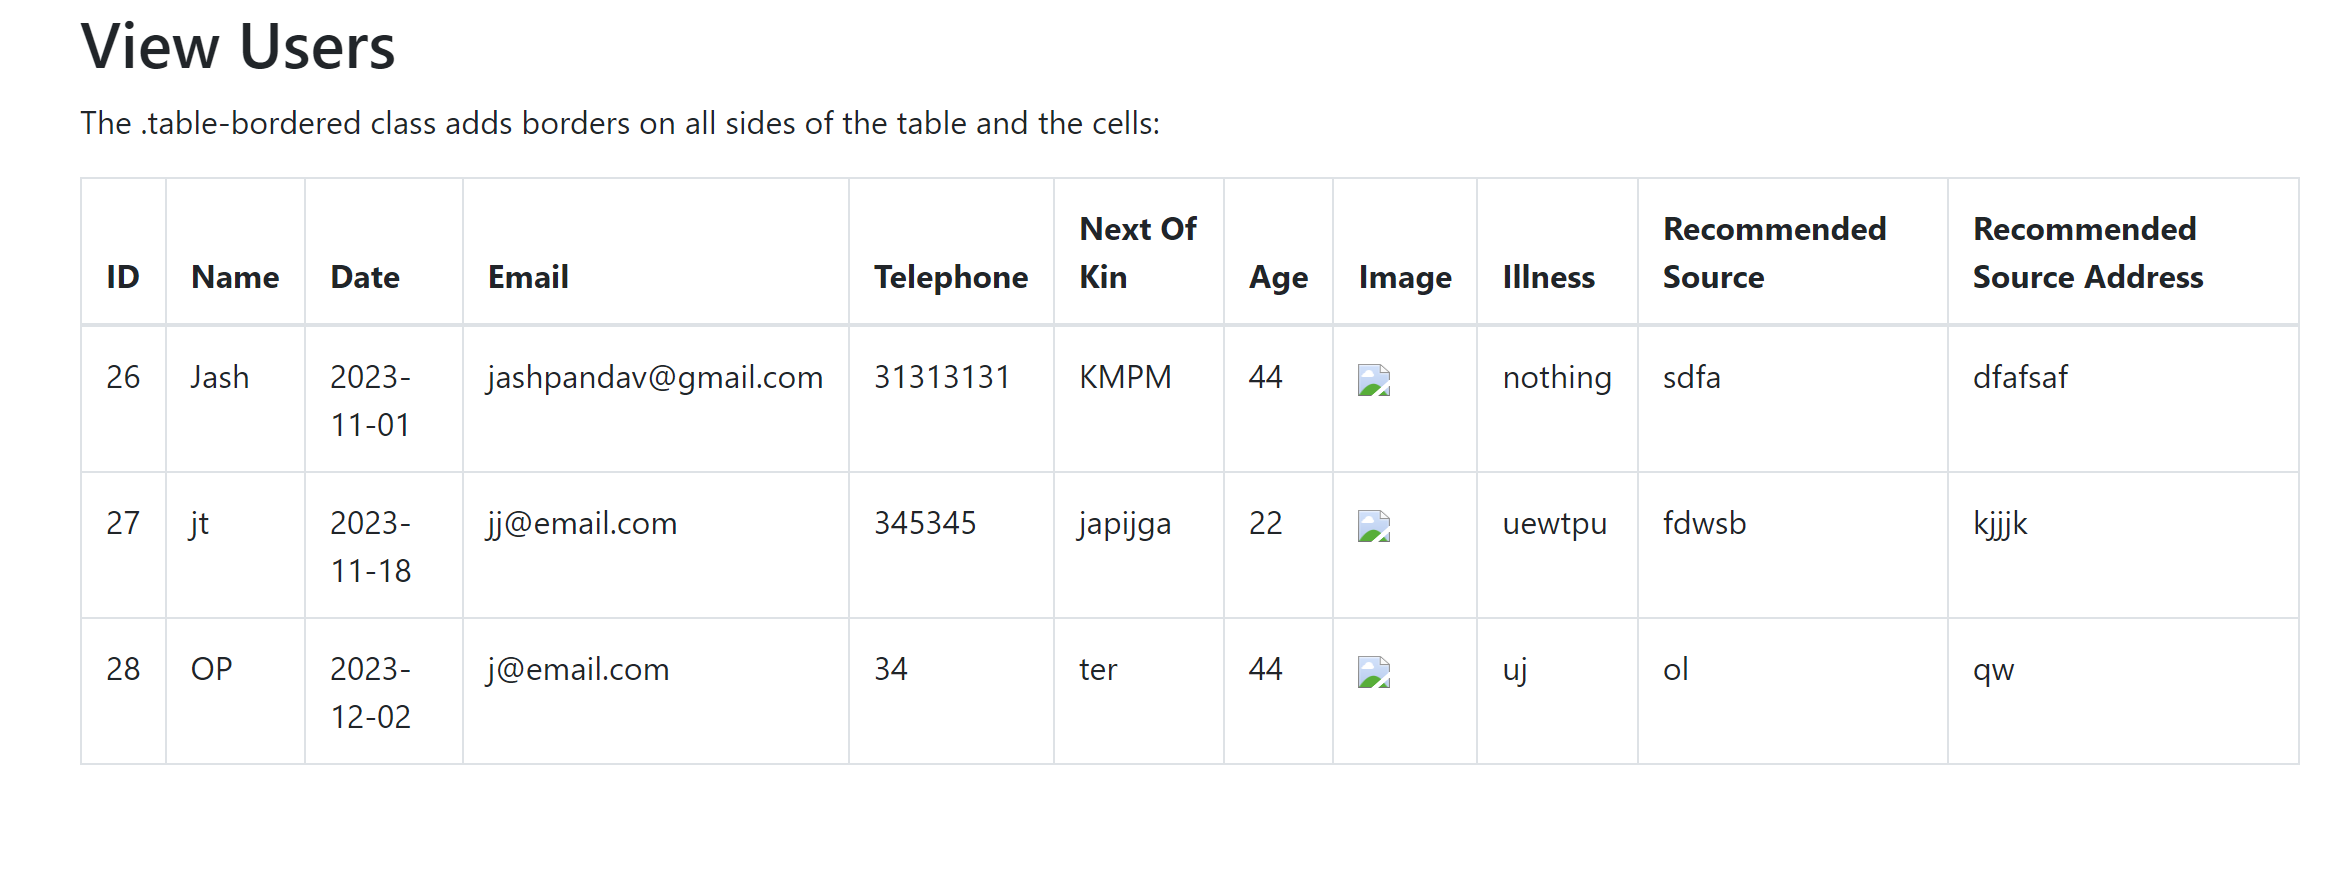 View Users
The .table-bordered class adds borders on all sides of the table and the cells:
ID Name Date Email Telephone Next Of Kin Age Image Illness Recommended Source Recommended Source Address
26 Jash 2023-11-01 jashpandav@gmail.com 31313131 KMPM 44 nothing sdfa dfafsaf
27 jt 2023-11-18 jj@email.com 345345 japijga 22 uewtpu fdwsb kjjjk
28 OP 2023-12-02 j@email.com 34 ter 44 uj ol qw